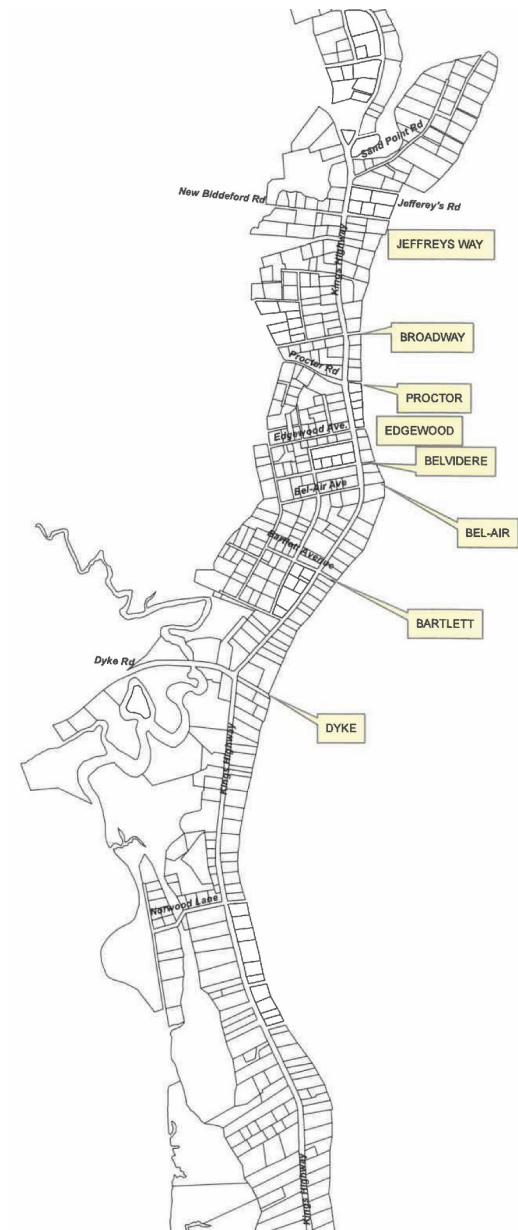 Sand Point Rd
New Biddeford Rd
Jefferey's Rd
JEFFREYS WAY
Kings Highway
BROADWAY
Procter Rd
PROCTOR
Edgewood Ave.
EDGEWOOD
BELVIDERE
Bel-Air Ave
BEL-AIR
Bartlett Avenue
BARTLETT
Dyke Rd
DYKE
Kings Highway
Norwood Lane
Kings Highway